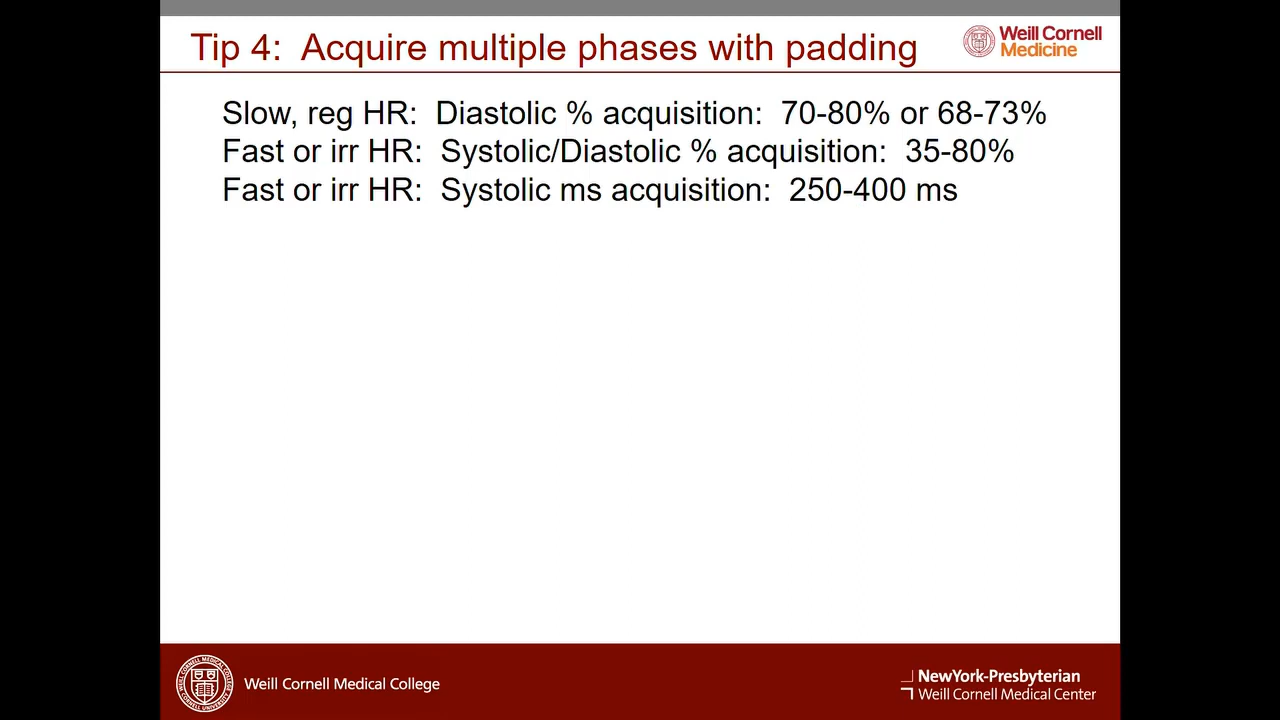 Tip 4:  Acquire multiple phases with padding
Weill Cornell
Medicine
Slow, reg HR:  Diastolic % acquisition:  70-80% or 68-73%
Fast or irr HR:  Systolic/Diastolic % acquisition:  35-80%
Fast or irr HR:  Systolic ms acquisition:  250-400 ms
Weill Cornell Medical College
NewYork-Presbyterian
Weill Cornell Medical Center